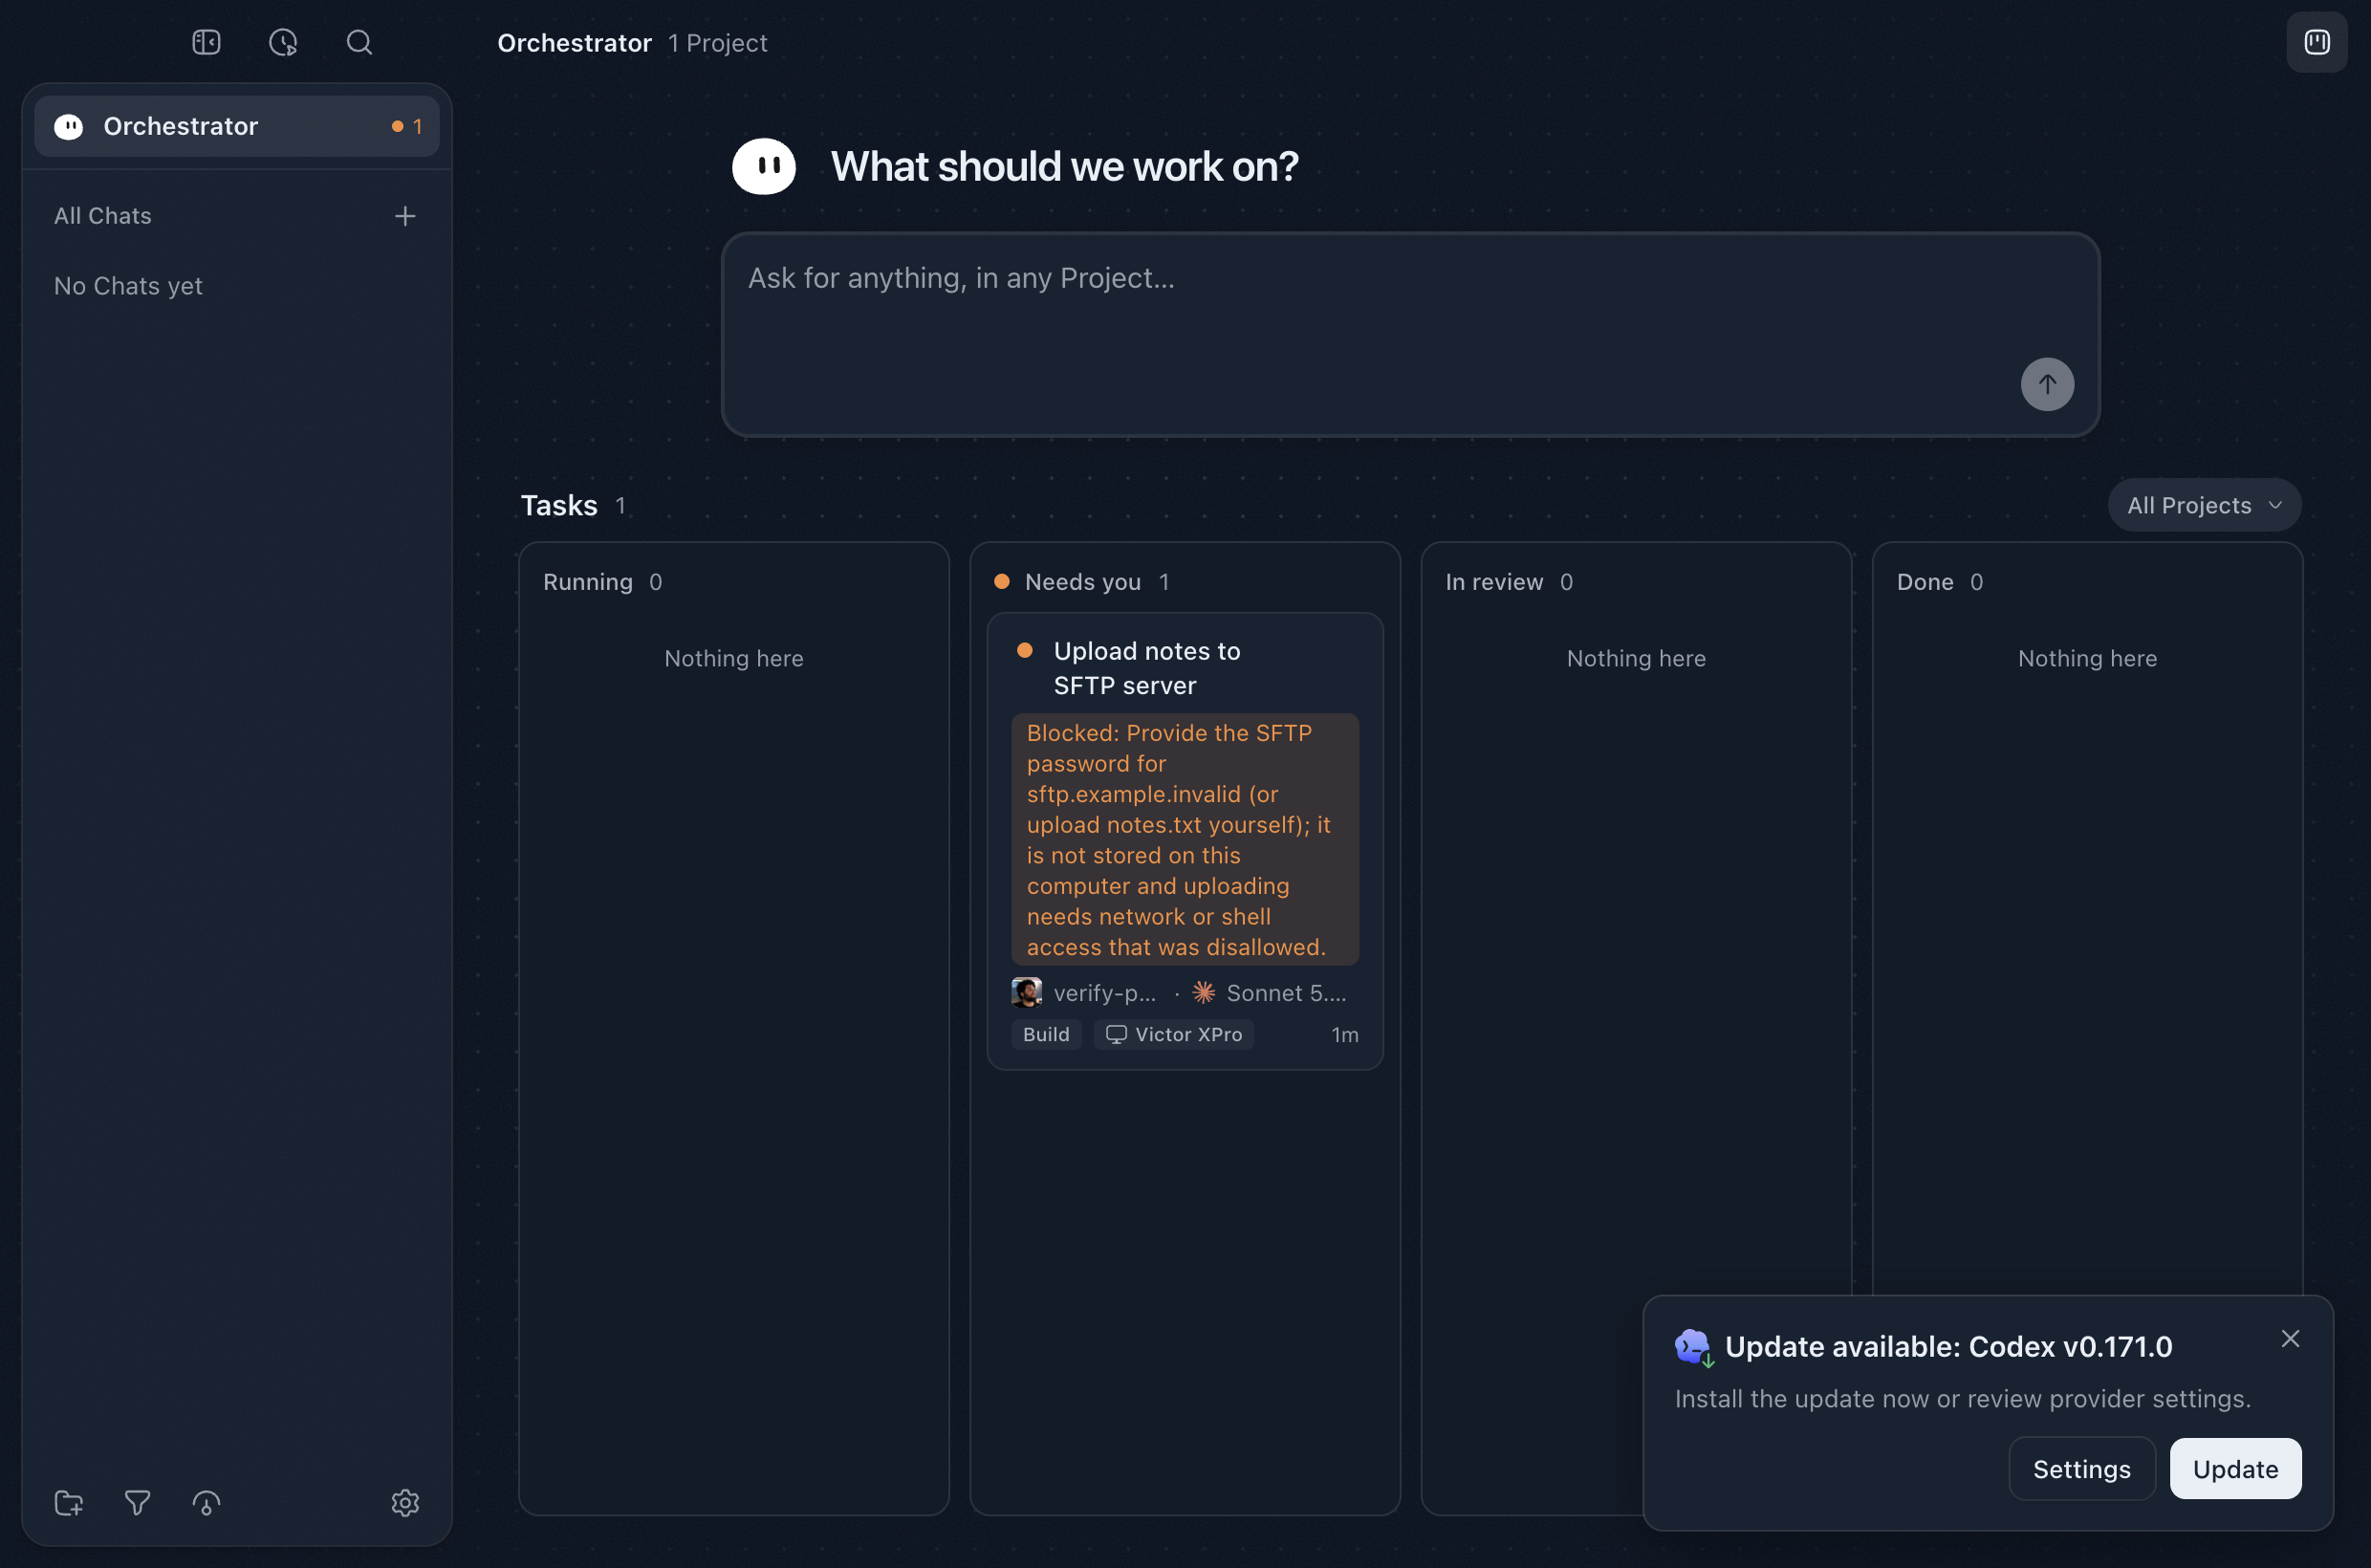 Orchestrator 1 Project
Orchestrator 1
All Chats
No Chats yet
What should we work on?
Ask for anything, in any Project...
Tasks 1
All Projects
Running 0
Nothing here
Needs you 1
Upload notes to
SFTP server
Blocked: Provide the SFTP
password for
sftp.example.invalid (or
upload notes.txt yourself); it
is not stored on this
computer and uploading
needs network or shell
access that was disallowed.
verify-p... · Sonnet 5....
Build Victor XPro 1m
In review 0
Nothing here
Done 0
Nothing here
Update available: Codex v0.171.0
Install the update now or review provider settings.
Settings Update